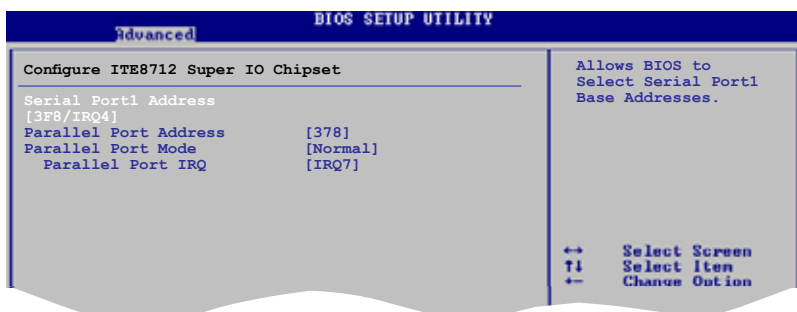 BIOS SETUP UTILITY
Advanced
Configure ITE8712 Super IO Chipset
Serial Port1 Address
[3F8/IRQ4]
Parallel Port Address [378]
Parallel Port Mode [Normal]
Parallel Port IRQ [IRQ7]
Allows BIOS to
Select Serial Port1
Base Addresses.
↔ Select Screen
↑↓ Select Item
+- Change Option